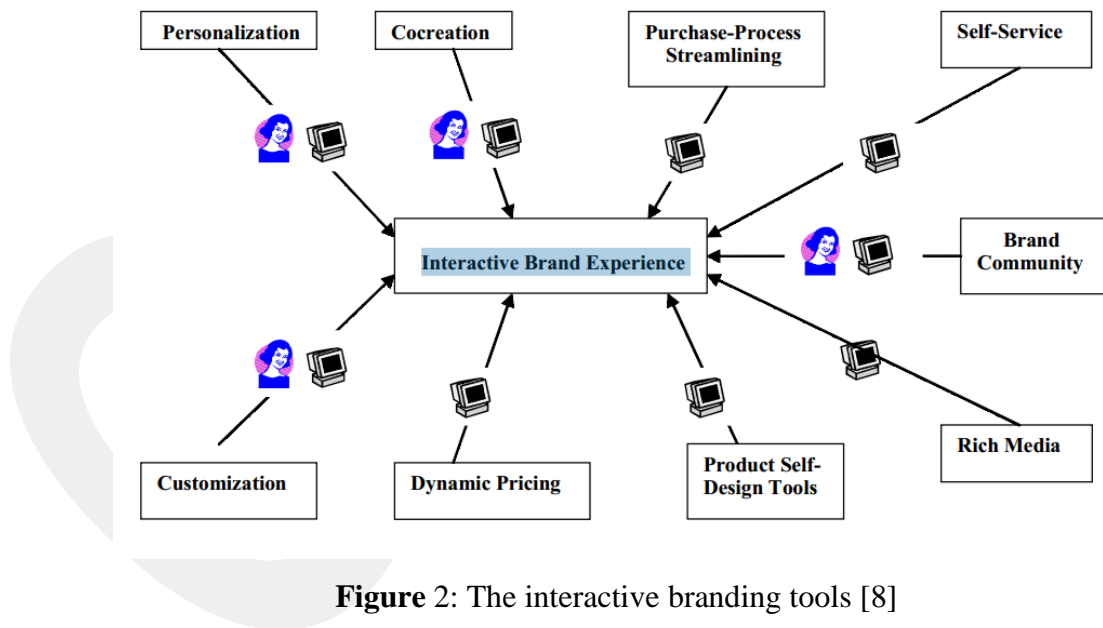 Personalization
Cocreation
Purchase-Process
Streamlining
Self-Service
Interactive Brand Experience
Brand
Community
Customization
Dynamic Pricing
Product Self-
Design Tools
Rich Media
Figure 2: The interactive branding tools [8]